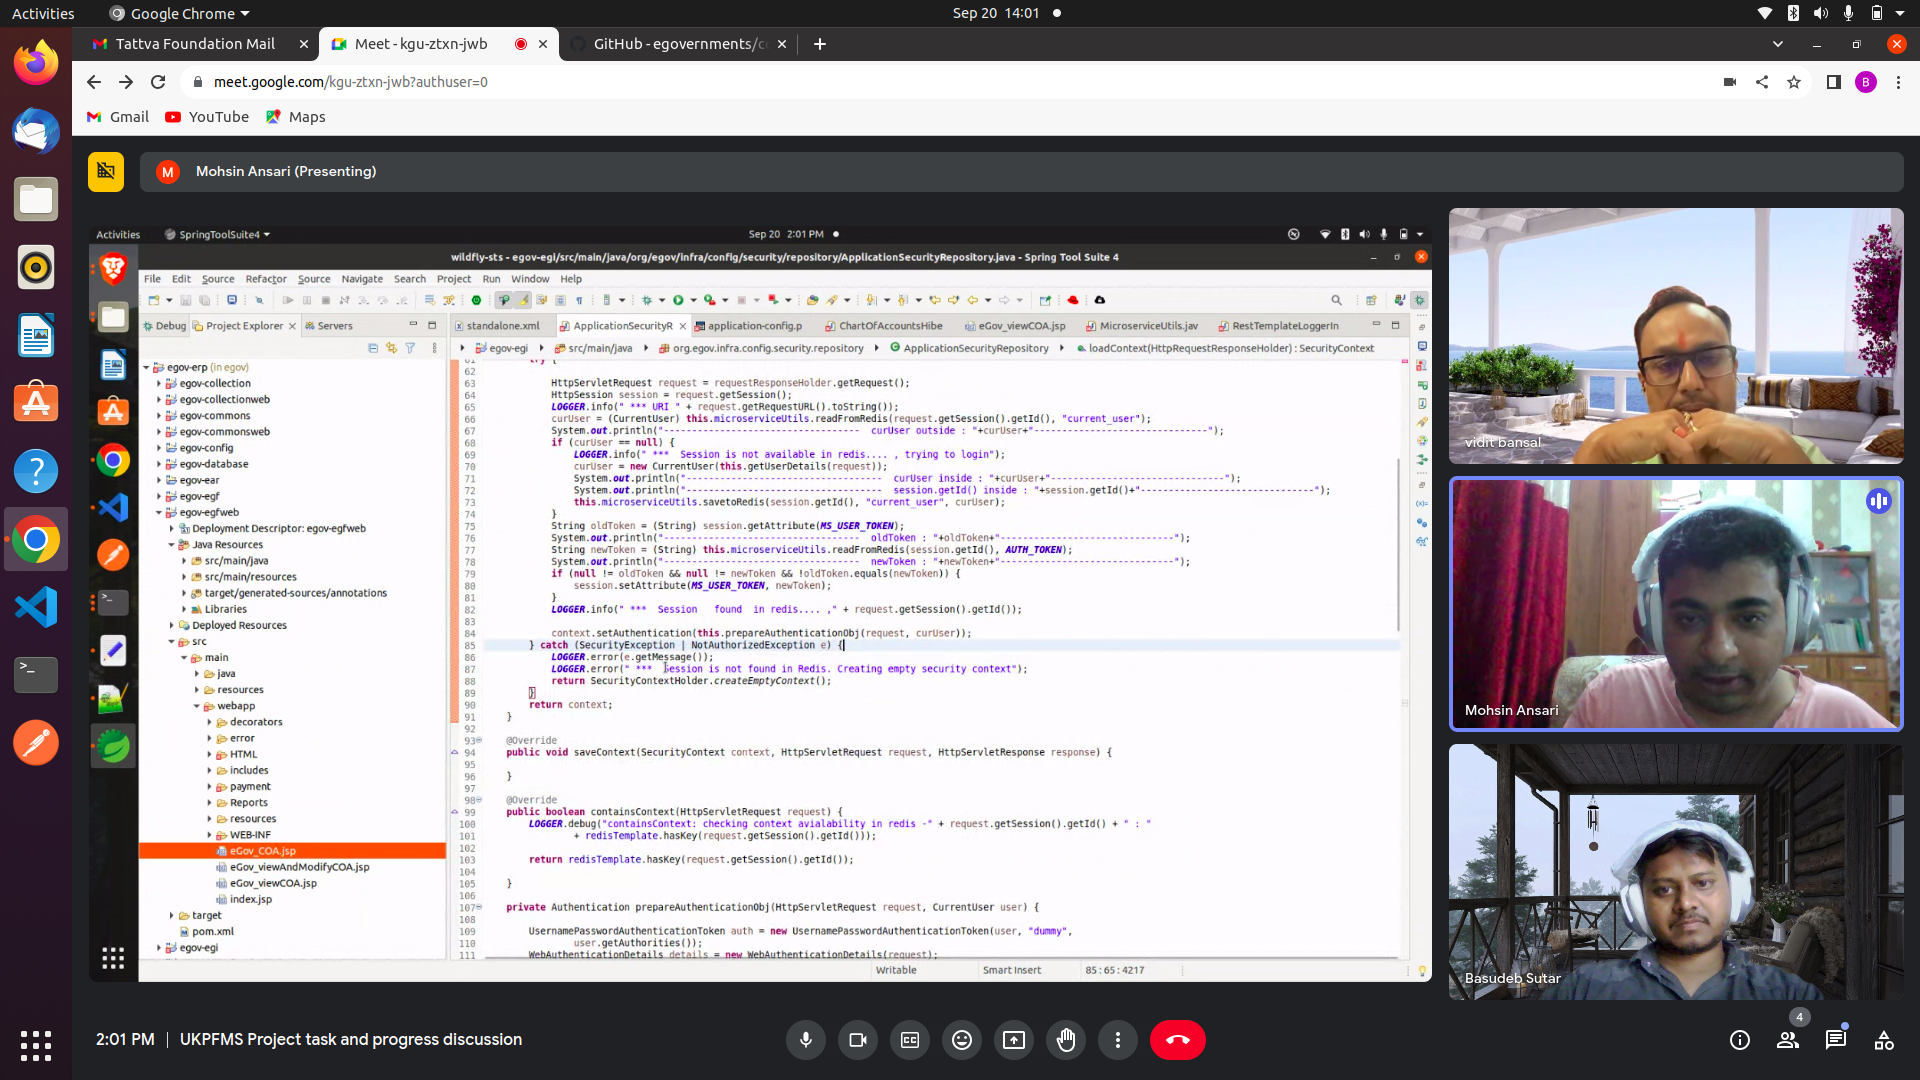 Activities
Google Chrome
Sep 20 14:01
Tattva Foundation Mail
Meet - kgu-ztxn-jwb
GitHub - egovernments/c
meet.google.com/kgu-ztxn-jwb?authuser=0
B
Gmail
YouTube
Maps
M
Mohsin Ansari (Presenting)
Activities
SpringToolSuite4
Sep 20 2:01 PM
wildfly-sts - egov-egi/src/main/java/org/egov/infra/config/security/repository/ApplicationSecurityRepository.java - Spring Tool Suite 4
File Edit Source Refactor Source Navigate Search Project Run Window Help
Debug
Project Explorer
Servers
standalone.xml
ApplicationSecurityR
application-config.p
ChartOfAccountsHibe
eGov_viewCOA.jsp
MicroserviceUtils.jav
RestTemplateLoggerIn
egov-egi
src/main/java
org.egov.infra.config.security.repository
ApplicationSecurityRepository
loadContext(HttpRequestResponseHolder) : SecurityContext
egov-erp (in egov)
egov-collection
egov-collectionweb
egov-commons
egov-commonsweb
egov-config
egov-database
egov-ear
egov-egf
egov-egfweb
Deployment Descriptor: egov-egfweb
Java Resources
src/main/java
src/main/resources
target/generated-sources/annotations
Libraries
Deployed Resources
src
main
java
resources
webapp
decorators
error
HTML
includes
payment
Reports
resources
WEB-INF
eGov_COA.jsp
eGov_viewAndModifyCOA.jsp
eGov_viewCOA.jsp
index.jsp
target
pom.xml
egov-egi
61 try {
62
63 HttpServletRequest request = requestResponseHolder.getRequest();
64 HttpSession session = request.getSession();
65 LOGGER.info(" *** URI " + request.getRequestURL().toString());
66 curUser = (CurrentUser) this.microserviceUtils.readFromRedis(request.getSession().getId(), "current_user");
67 System.out.println("----------------------------------- curUser outside : "+curUser+"-------------------------------");
68 if (curUser == null) {
69 LOGGER.info(" *** Session is not available in redis.... , trying to login");
70 curUser = new CurrentUser(this.getUserDetails(request));
71 System.out.println("----------------------------------- curUser inside : "+curUser+"-------------------------------");
72 System.out.println("----------------------------------- session.getId() inside : "+session.getId()+"-------------------------------");
73 this.microserviceUtils.savetoRedis(session.getId(), "current_user", curUser);
74 }
75 String oldToken = (String) session.getAttribute(MS_USER_TOKEN);
76 System.out.println("----------------------------------- oldToken : "+oldToken+"-------------------------------");
77 String newToken = (String) this.microserviceUtils.readFromRedis(session.getId(), AUTH_TOKEN);
78 System.out.println("----------------------------------- newToken : "+newToken+"-------------------------------");
79 if (null != oldToken && null != newToken && !oldToken.equals(newToken)) {
80 session.setAttribute(MS_USER_TOKEN, newToken);
81 }
82 LOGGER.info(" *** Session found in redis.... ," + request.getSession().getId());
83
84 context.setAuthentication(this.prepareAuthenticationObj(request, curUser));
85 } catch (SecurityException | NotAuthorizedException e) {
86 LOGGER.error(e.getMessage());
87 LOGGER.error(" *** Session is not found in Redis. Creating empty security context");
88 return SecurityContextHolder.createEmptyContext();
89 }
90 return context;
91 }
92
93 @Override
94 public void saveContext(SecurityContext context, HttpServletRequest request, HttpServletResponse response) {
95
96 }
97
98 @Override
99 public boolean containsContext(HttpServletRequest request) {
100 LOGGER.debug("containsContext: checking context avialability in redis -" + request.getSession().getId() + " : "
101 + redisTemplate.hasKey(request.getSession().getId()));
102
103 return redisTemplate.hasKey(request.getSession().getId());
104
105 }
106
107 private Authentication prepareAuthenticationObj(HttpServletRequest request, CurrentUser user) {
108
109 UsernamePasswordAuthenticationToken auth = new UsernamePasswordAuthenticationToken(user, "dummy",
110 user.getAuthorities());
111 WebAuthenticationDetails details = new WebAuthenticationDetails(request);
Writable
Smart Insert
85 : 65 : 4217
vidit bansal
Mohsin Ansari
Basudeb Sutar
2:01 PM | UKPFMS Project task and progress discussion
4